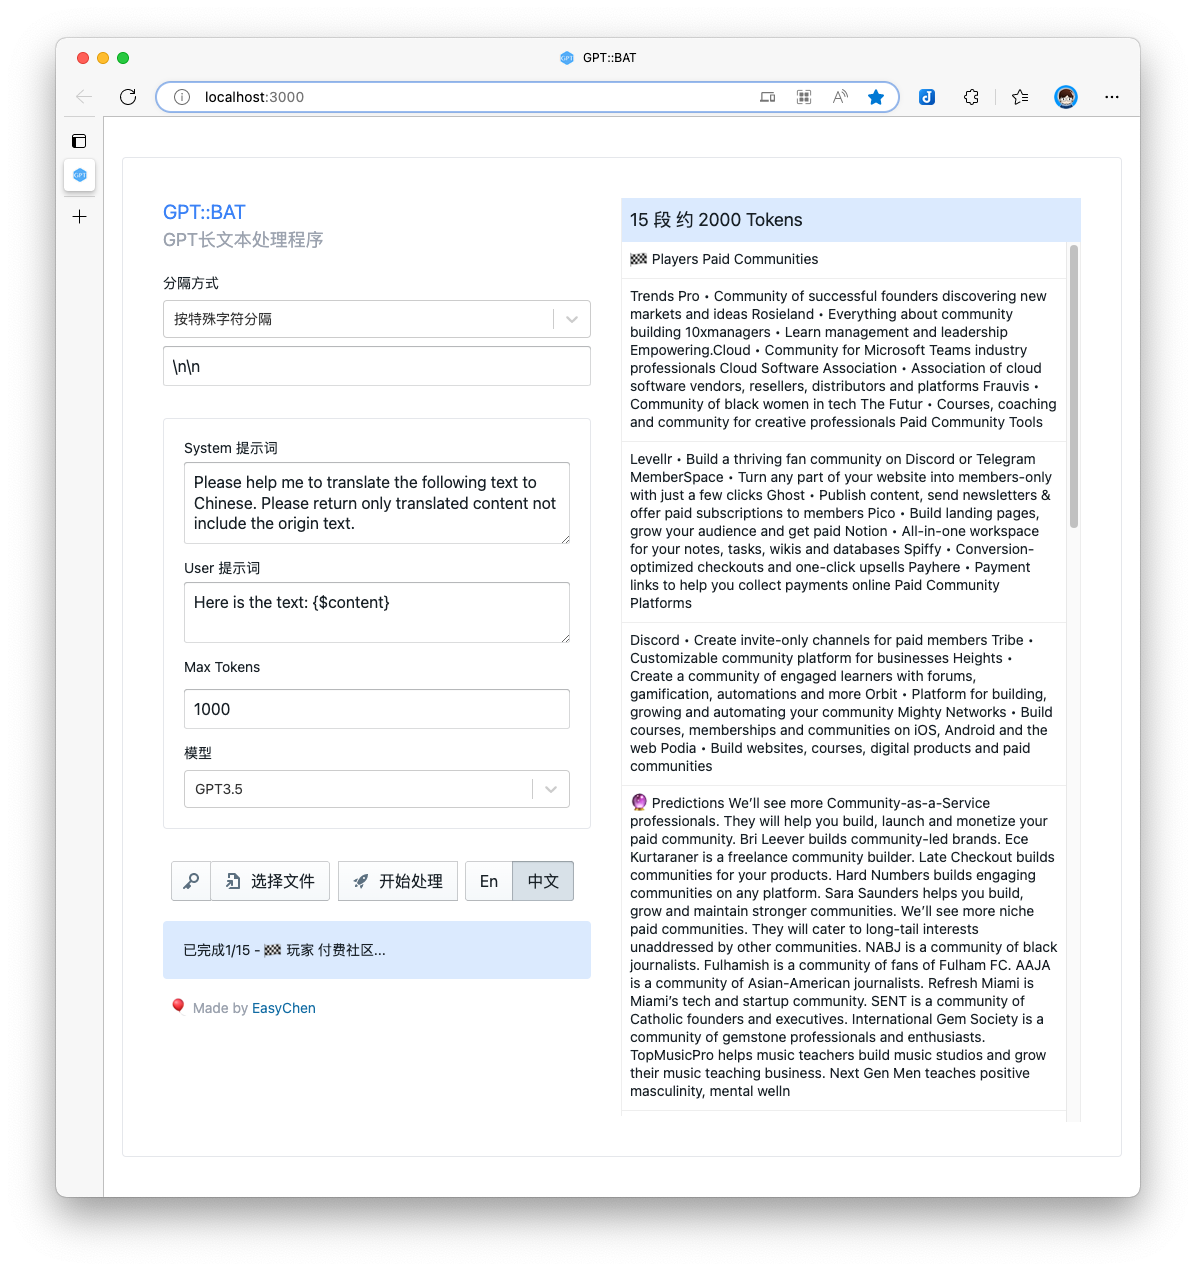 GPT::BAT
localhost:3000
GPT::BAT
GPT长文本处理程序
分隔方式
按特殊字符分隔
\n\n
System 提示词
Please help me to translate the following text to
Chinese. Please return only translated content not
include the origin text.
User 提示词
Here is the text: {$content}
Max Tokens
1000
模型
GPT3.5
选择文件
开始处理
En
中文
已完成1/15 - 🏁 玩家 付费社区...
🎈 Made by EasyChen
15 段 约 2000 Tokens
🏁 Players Paid Communities
Trends Pro • Community of successful founders discovering new
markets and ideas Rosieland • Everything about community
building 10xmanagers • Learn management and leadership
Empowering.Cloud • Community for Microsoft Teams industry
professionals Cloud Software Association • Association of cloud
software vendors, resellers, distributors and platforms Frauvis •
Community of black women in tech The Futur • Courses, coaching
and community for creative professionals Paid Community Tools
Levellr • Build a thriving fan community on Discord or Telegram
MemberSpace • Turn any part of your website into members-only
with just a few clicks Ghost • Publish content, send newsletters &
offer paid subscriptions to members Pico • Build landing pages,
grow your audience and get paid Notion • All-in-one workspace
for your notes, tasks, wikis and databases Spiffy • Conversion-
optimized checkouts and one-click upsells Payhere • Payment
links to help you collect payments online Paid Community
Platforms
Discord • Create invite-only channels for paid members Tribe •
Customizable community platform for businesses Heights •
Create a community of engaged learners with forums,
gamification, automations and more Orbit • Platform for building,
growing and automating your community Mighty Networks • Build
courses, memberships and communities on iOS, Android and the
web Podia • Build websites, courses, digital products and paid
communities
🔮 Predictions We’ll see more Community-as-a-Service
professionals. They will help you build, launch and monetize your
paid community. Bri Leever builds community-led brands. Ece
Kurtaraner is a freelance community builder. Late Checkout builds
communities for your products. Hard Numbers builds engaging
communities on any platform. Sara Saunders helps you build,
grow and maintain stronger communities. We’ll see more niche
paid communities. They will cater to long-tail interests
unaddressed by other communities. NABJ is a community of black
journalists. Fulhamish is a community of fans of Fulham FC. AAJA
is a community of Asian-American journalists. Refresh Miami is
Miami’s tech and startup community. SENT is a community of
Catholic founders and executives. International Gem Society is a
community of gemstone professionals and enthusiasts.
TopMusicPro helps music teachers build music studios and grow
their music teaching business. Next Gen Men teaches positive
masculinity, mental welln